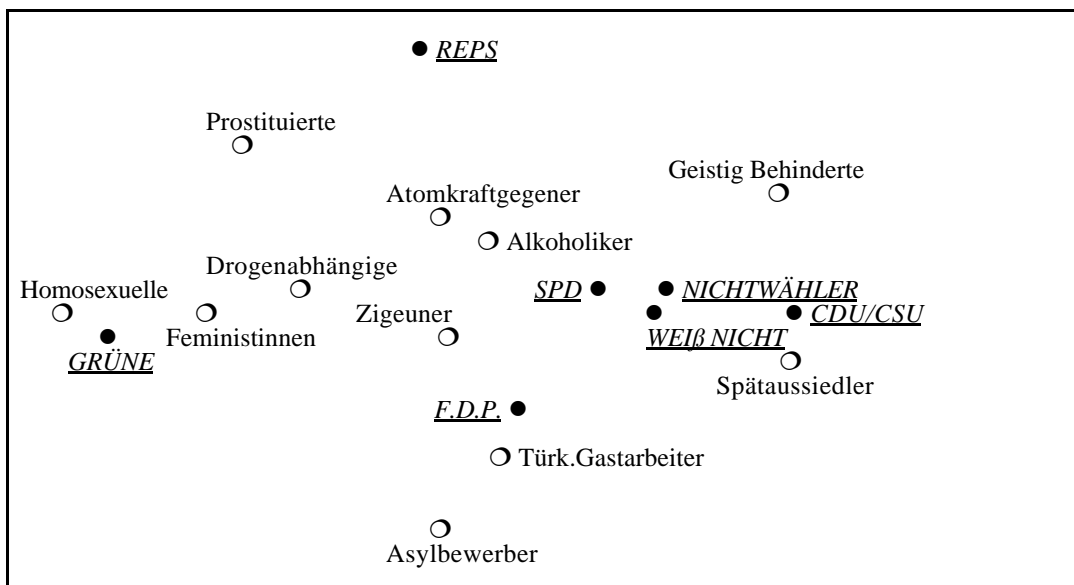 REPS
Prostituierte
Geistig Behinderte
Atomkraftgegener
Alkoholiker
Drogenabhängige
Homosexuelle
SPD
NICHTWÄHLER
Zigeuner
CDU/CSU
Feministinnen
WEIß NICHT
GRÜNE
Spätaussiedler
F.D.P.
Türk.Gastarbeiter
Asylbewerber